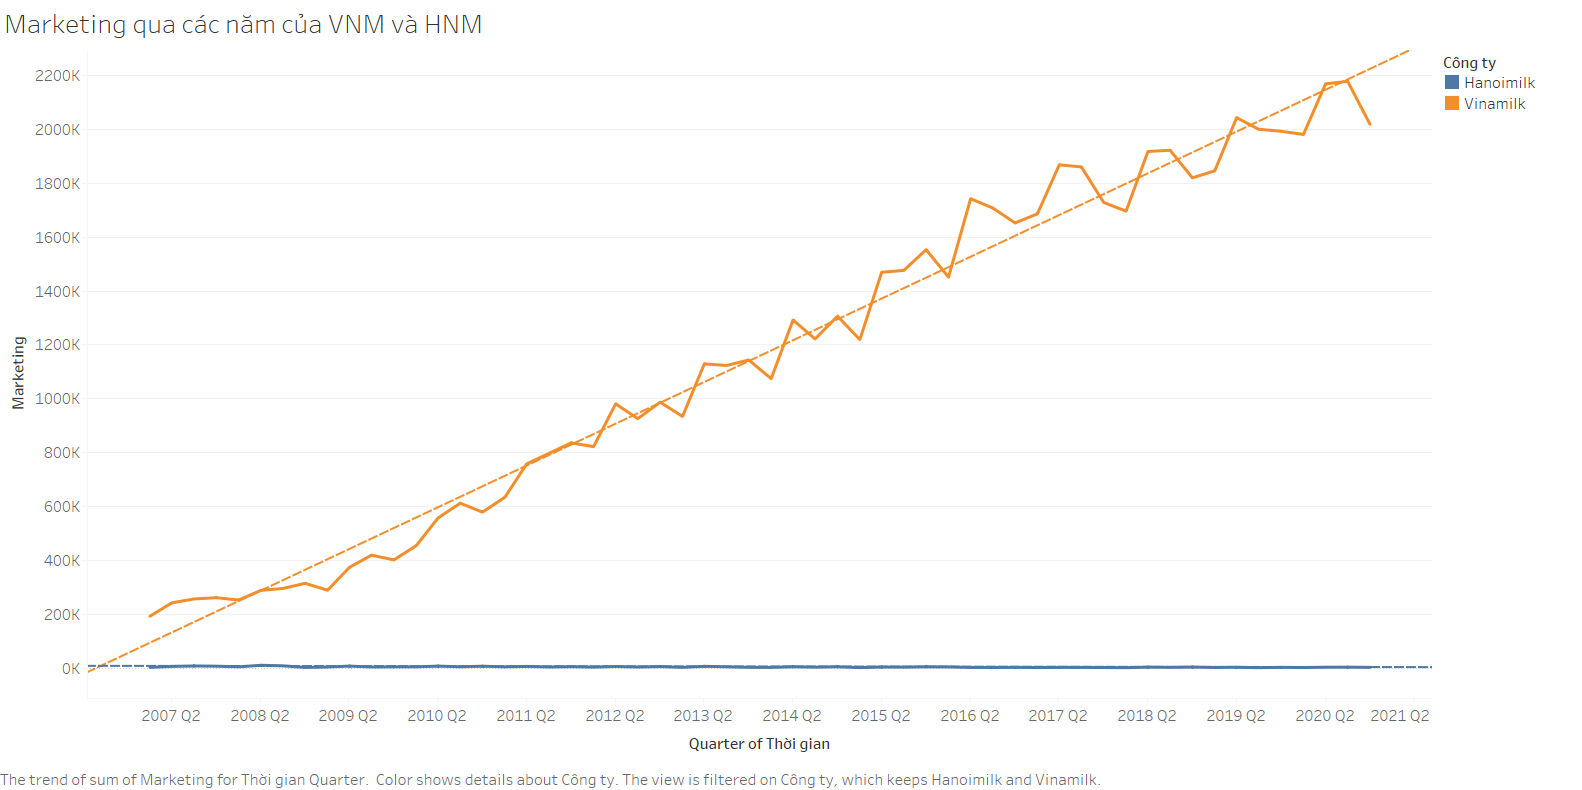 Marketing qua các năm của VNM và HNM
Công ty
Hanoimilk
Vinamilk
Marketing
2200K
2000K
1800K
1600K
1400K
1200K
1000K
800K
600K
400K
200K
0K
2007 Q2 2008 Q2 2009 Q2 2010 Q2 2011 Q2 2012 Q2 2013 Q2 2014 Q2 2015 Q2 2016 Q2 2017 Q2 2018 Q2 2019 Q2 2020 Q2 2021 Q2
Quarter of Thời gian
The trend of sum of Marketing for Thời gian Quarter. Color shows details about Công ty. The view is filtered on Công ty, which keeps Hanoimilk and Vinamilk.